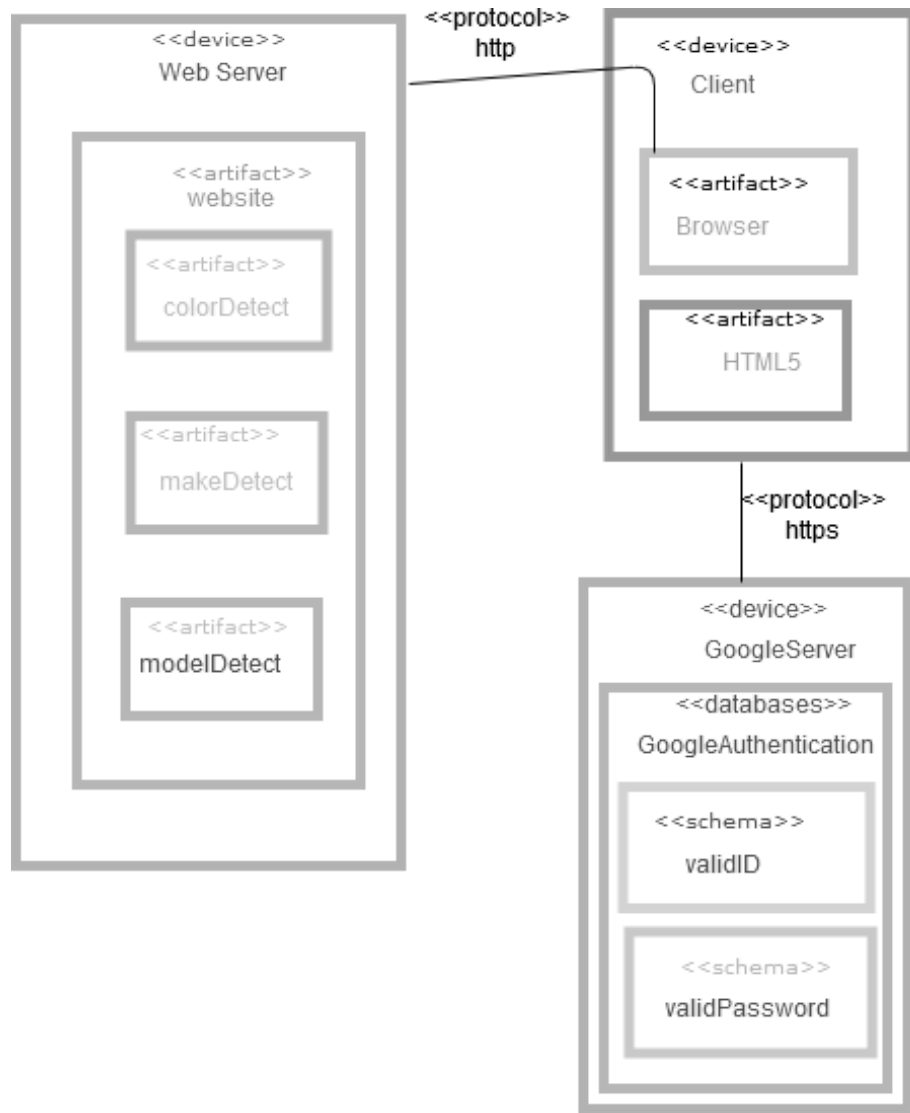 <<device>>
Web Server
<<artifact>>
website
<<artifact>>
colorDetect
<<artifact>>
makeDetect
<<artifact>>
modelDetect
<<protocol>>
http
<<device>>
Client
<<artifact>>
Browser
<<artifact>>
HTML5
<<protocol>>
https
<<device>>
GoogleServer
<<databases>>
GoogleAuthentication
<<schema>>
validID
<<schema>>
validPassword